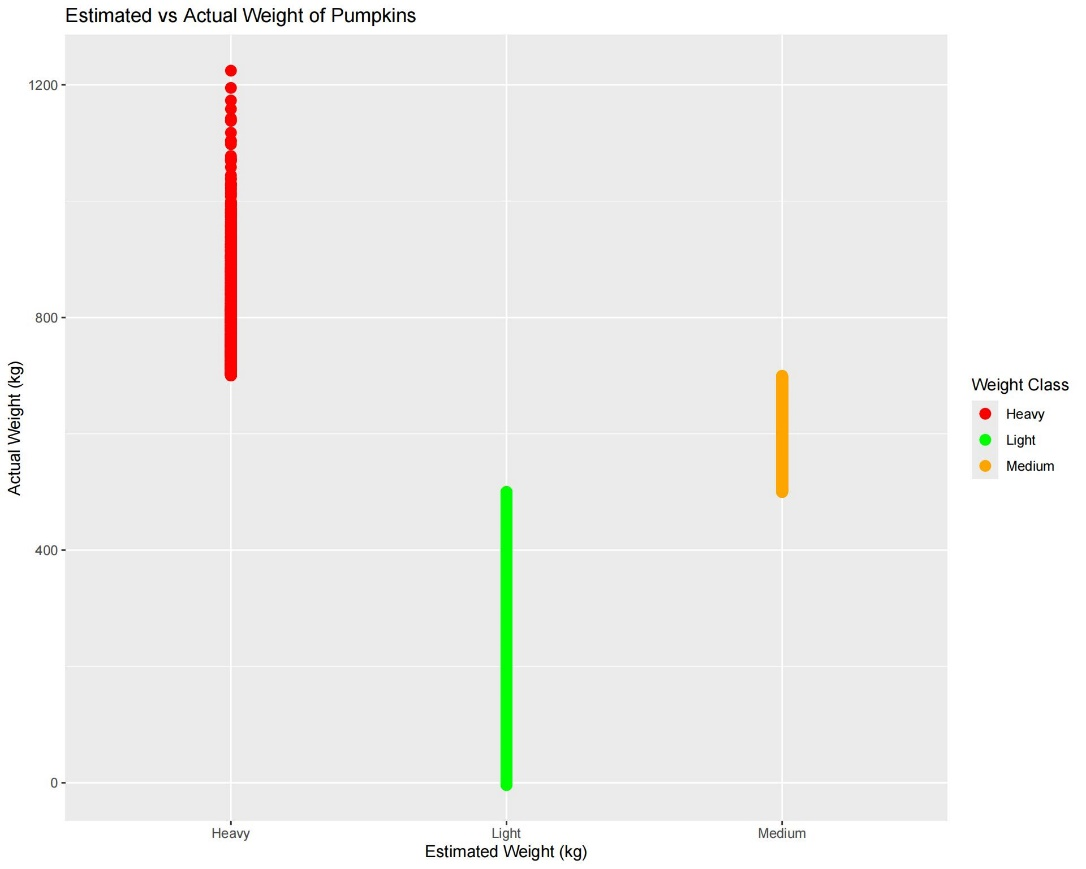 Estimated vs Actual Weight of Pumpkins
1200
800
400
0
Actual Weight (kg)
Heavy
Light
Medium
Estimated Weight (kg)
Weight Class
Heavy
Light
Medium